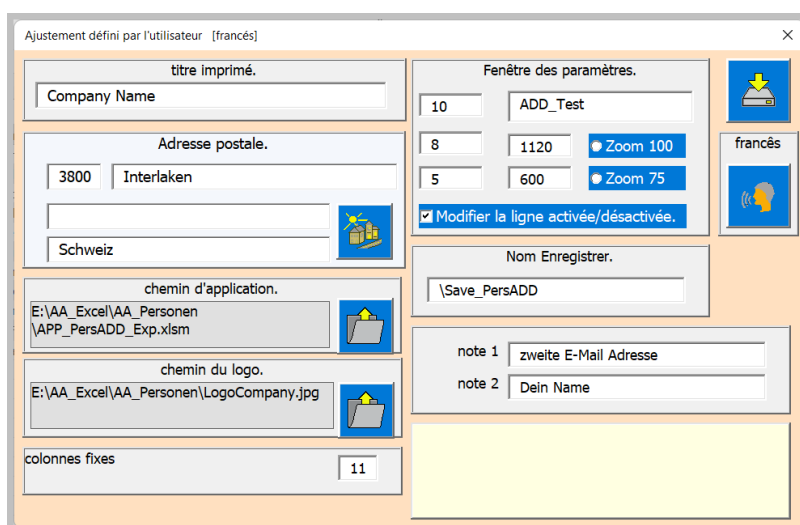 Ajustement défini par l'utilisateur [francés]
titre imprimé.
Company Name
Adresse postale.
3800 Interlaken
Schweiz
chemin d'application.
E:\AA_Excel\AA_Personen
\APP_PersADD_Exp.xlsm
chemin du logo.
E:\AA_Excel\AA_Personen\LogoCompany.jpg
colonnes fixes 11
Fenêtre des paramètres.
10 ADD_Test
8 1120 Zoom 100
5 600 Zoom 75
Modifier la ligne activée/désactivée.
Nom Enregistrer.
\Save_PersADD
note 1 zweite E-Mail Adresse
note 2 Dein Name
francês